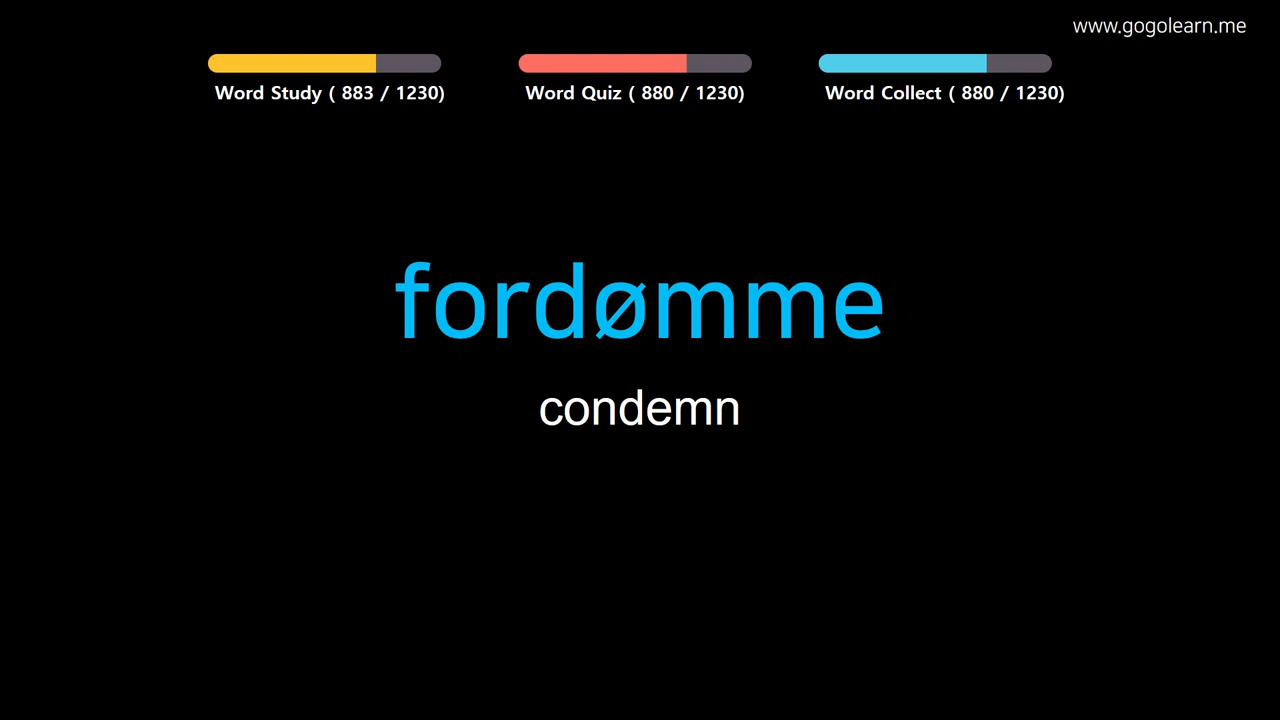 www.gogolearn.me
Word Study ( 883 / 1230)
Word Quiz ( 880 / 1230)
Word Collect ( 880 / 1230)
fordømme
condemn